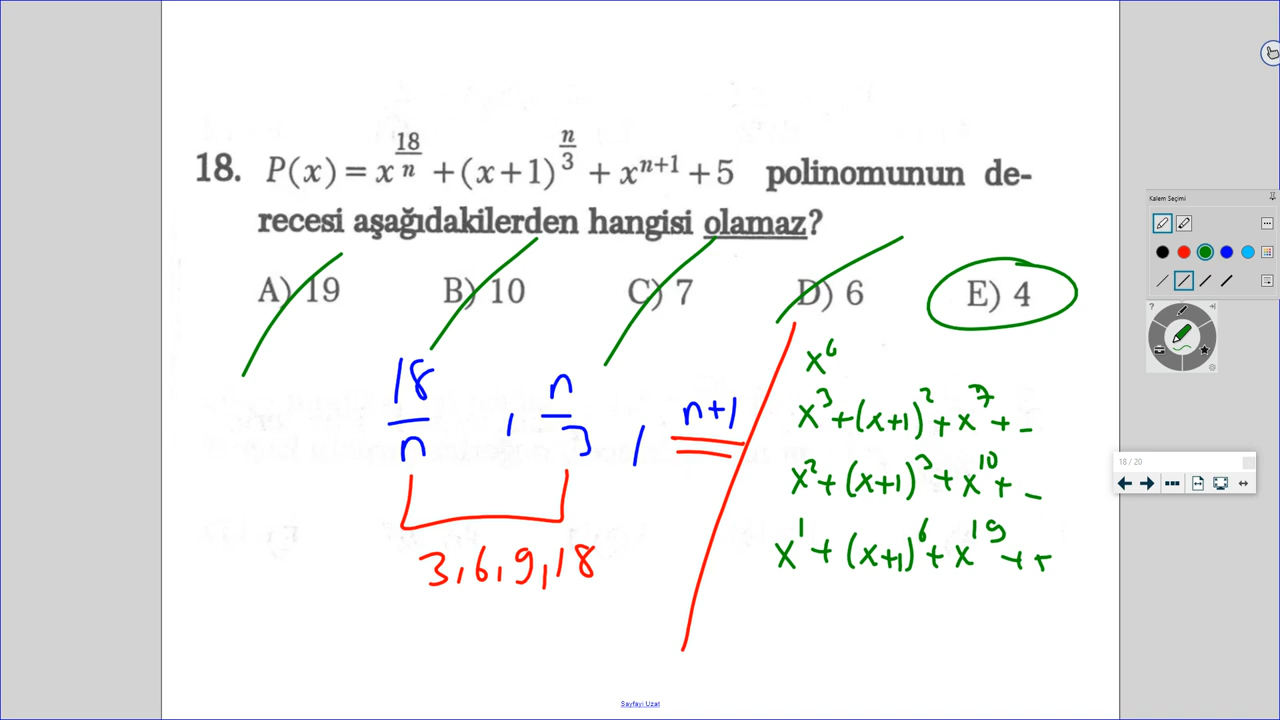 18. P(x) = x^(18/n) + (x+1)^(n/3) + x^(n+1) + 5 polinomunun de-
recesi aşağıdakilerden hangisi olamaz?
A) 19 B) 10 C) 7 D) 6 E) 4
18/n , n/3 , n+1
3, 6, 9, 18
x^6
x^3 + (x+1)^2 + x^7 + -
x^2 + (x+1)^3 + x^10 + -
x^1 + (x+1)^6 + x^19 + 5
Kalem Seçimi
18 / 20
Sayfayi Uzat